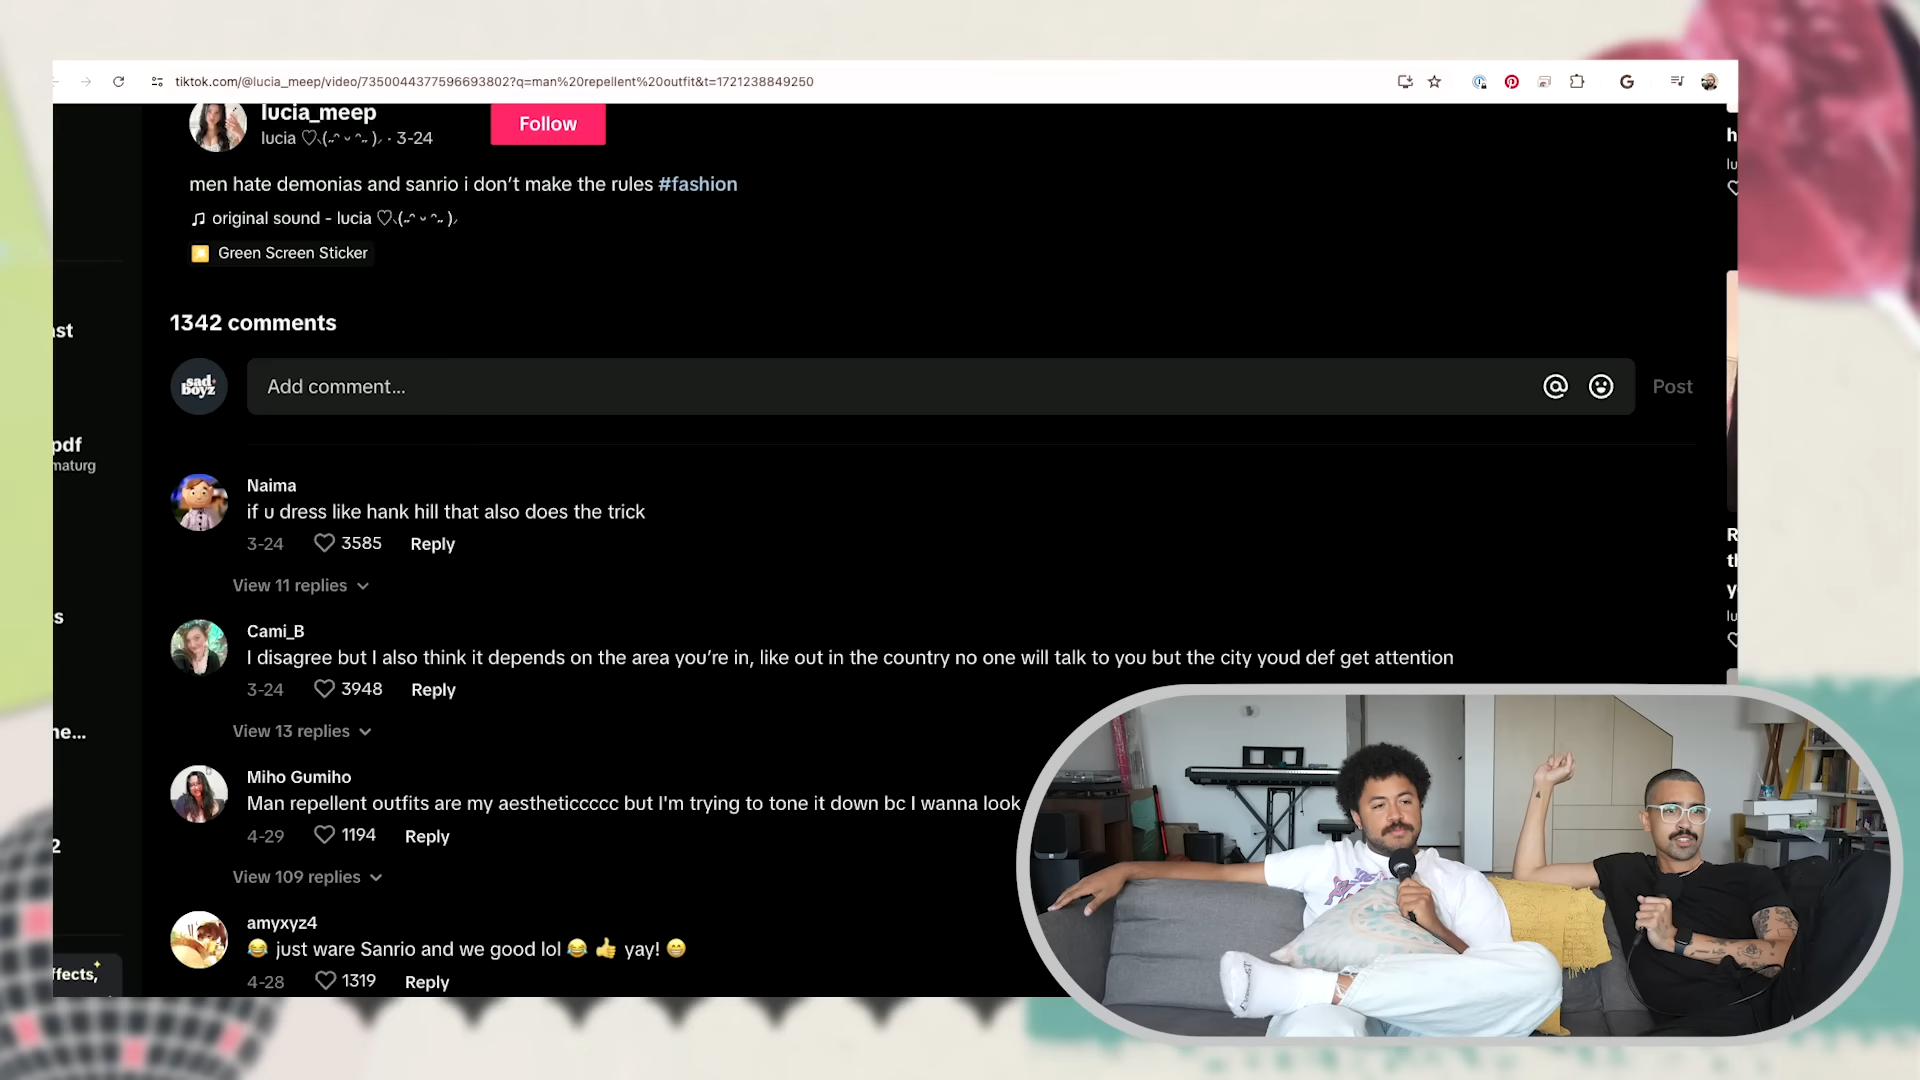 tiktok.com/@lucia_meep/video/7350044377596693802?q=man%20repellent%20outfit&t=1721238849250
lucia_meep
lucia ♡⸝(⑅ᵔ ᵕ ᵔ⑅)⸝ · 3-24
Follow
men hate demonias and sanrio i don’t make the rules #fashion
original sound - lucia ♡
Green Screen Sticker
1342 comments
sad boyz
Add comment...
Post
Naima
if u dress like hank hill that also does the trick
3-24 3585 Reply
View 11 replies
Cami_B
I disagree but I also think it depends on the area you’re in, like out in the country no one will talk to you but the city youd def get attention
3-24 3948 Reply
View 13 replies
Miho Gumiho
Man repellent outfits are my aestheticcccc but I'm trying to tone it down bc I wanna look
4-29 1194 Reply
View 109 replies
amyxyz4
😂 just ware Sanrio and we good lol 😂 👍 yay! 😁
4-28 1319 Reply